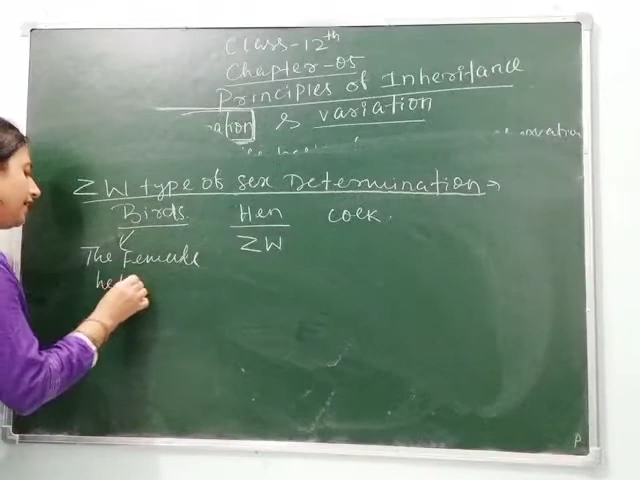 Class-12th
Chapter-05
Principles of Inheritance
& variation
ZW type of sex Determination→
Birds Hen cock.
ZW
The Female
he
P